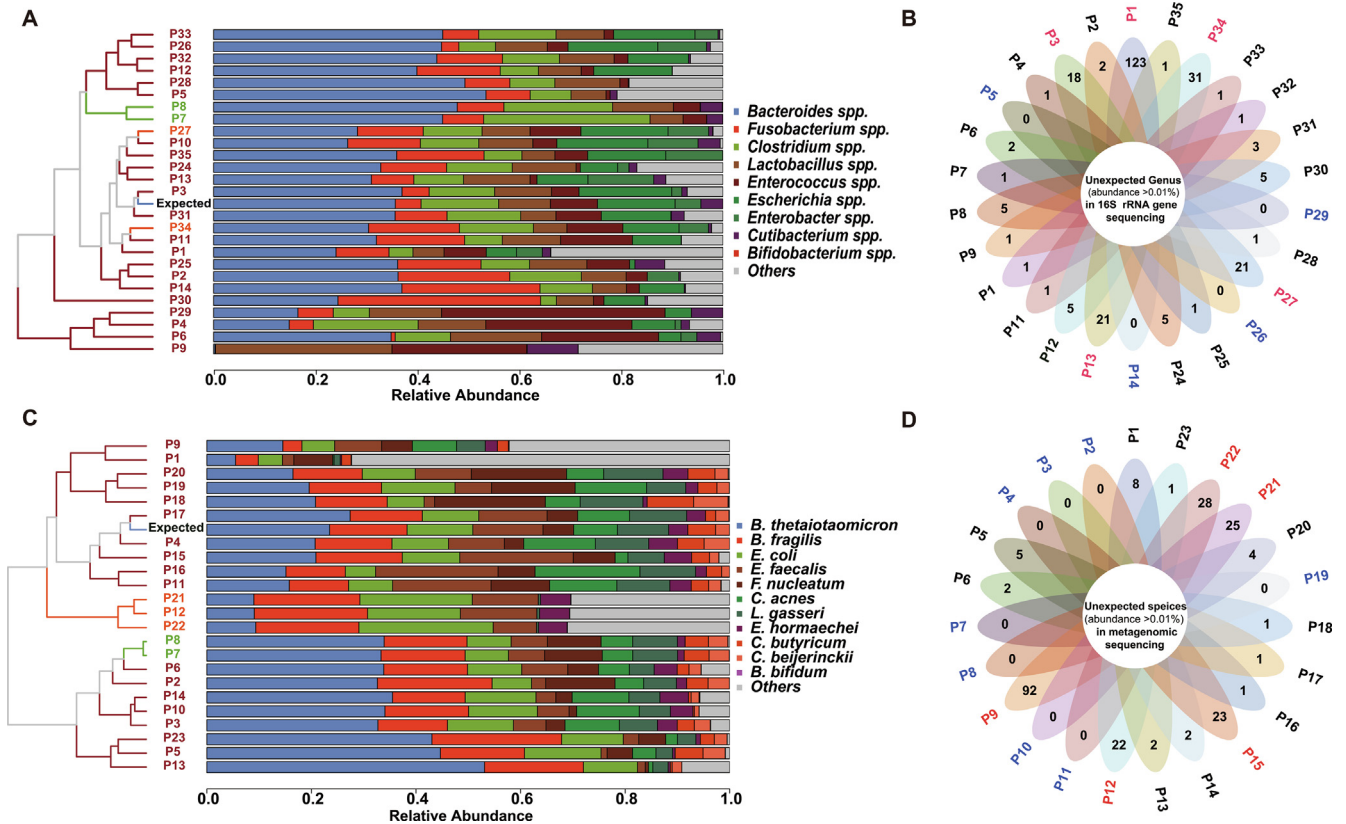 A
P33
P26
P32
P12
P28
P5
P8
P7
P27
P10
P35
P24
P13
P3
Expected
P31
P34
P11
P1
P25
P2
P14
P30
P29
P4
P6
P9
0.0 0.2 0.4 0.6 0.8 1.0
Relative Abundance
Bacteroides spp.
Fusobacterium spp.
Clostridium spp.
Lactobacillus spp.
Enterococcus spp.
Escherichia spp.
Enterobacter spp.
Cutibacterium spp.
Bifidobacterium spp.
Others
B
P1 123
P35 1
P34 31
P33 1
P32 1
P31 3
P30 5
P29 0
P28 1
P27 21
P26 0
P25 1
P24 5
P14 0
P13 21
P12 5
P11 1
P1 1
P9 1
P8 5
P7 1
P6 2
P5 0
P4 1
P3 18
P2 2
Unexpected Genus
(abundance >0.01%)
in 16S rRNA gene
sequencing
C
P9
P1
P20
P19
P18
P17
Expected
P4
P15
P16
P11
P21
P12
P22
P8
P7
P6
P2
P14
P10
P3
P23
P5
P13
0.0 0.2 0.4 0.6 0.8 1.0
Relative Abundance
B. thetaiotaomicron
B. fragilis
E. coli
E. faecalis
F. nucleatum
C. acnes
L. gasseri
E. hormaechei
C. butyricum
C. beijerinckii
B. bifidum
Others
D
P1 8
P23 1
P22 28
P21 25
P20 4
P19 0
P18 1
P17 1
P16 1
P15 23
P14 2
P13 2
P12 22
P11 0
P10 0
P9 92
P8 0
P7 0
P6 2
P5 5
P4 0
P3 0
P2 0
Unexpected speices
(abundance >0.01%)
in metagenomic
sequencing